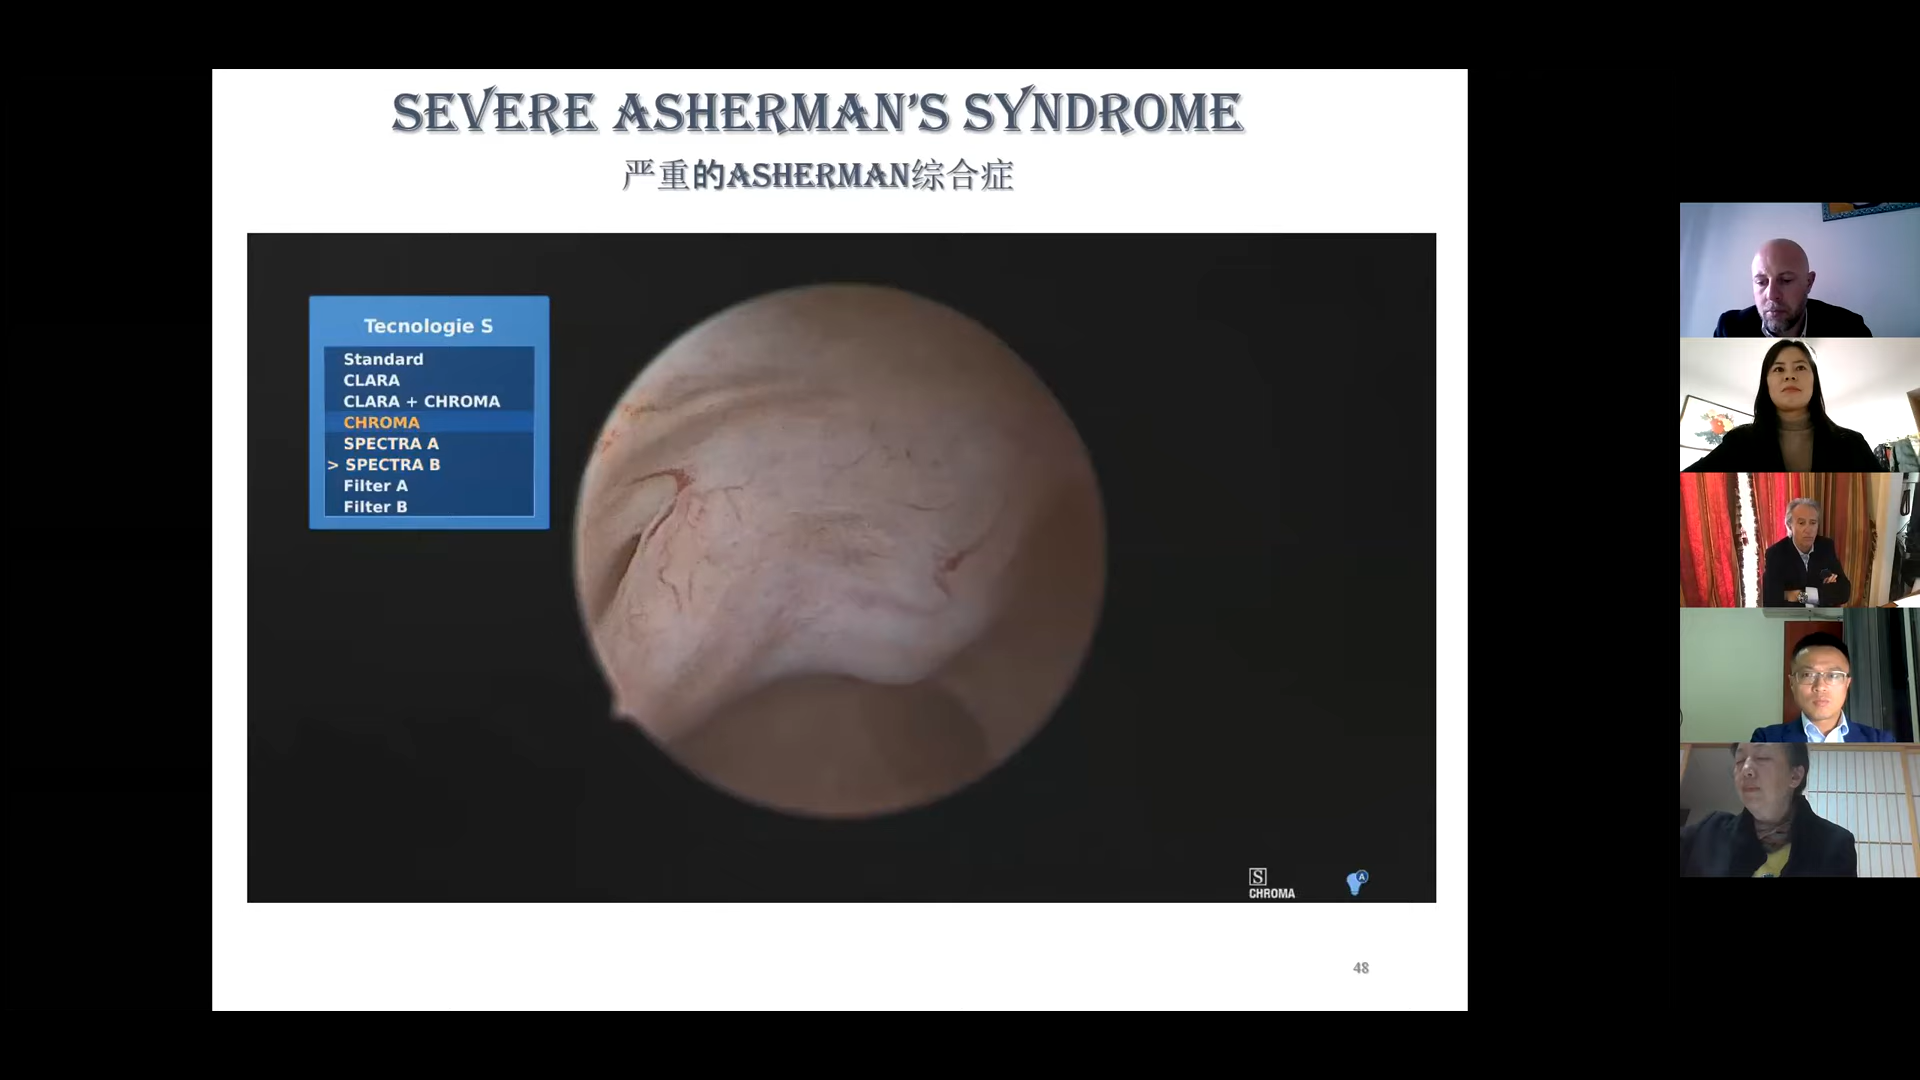 SEVERE ASHERMAN'S SYNDROME
严重的ASHERMAN综合症
Tecnologie S
Standard
CLARA
CLARA + CHROMA
CHROMA
SPECTRA A
> SPECTRA B
Filter A
Filter B
S
CHROMA
A
48